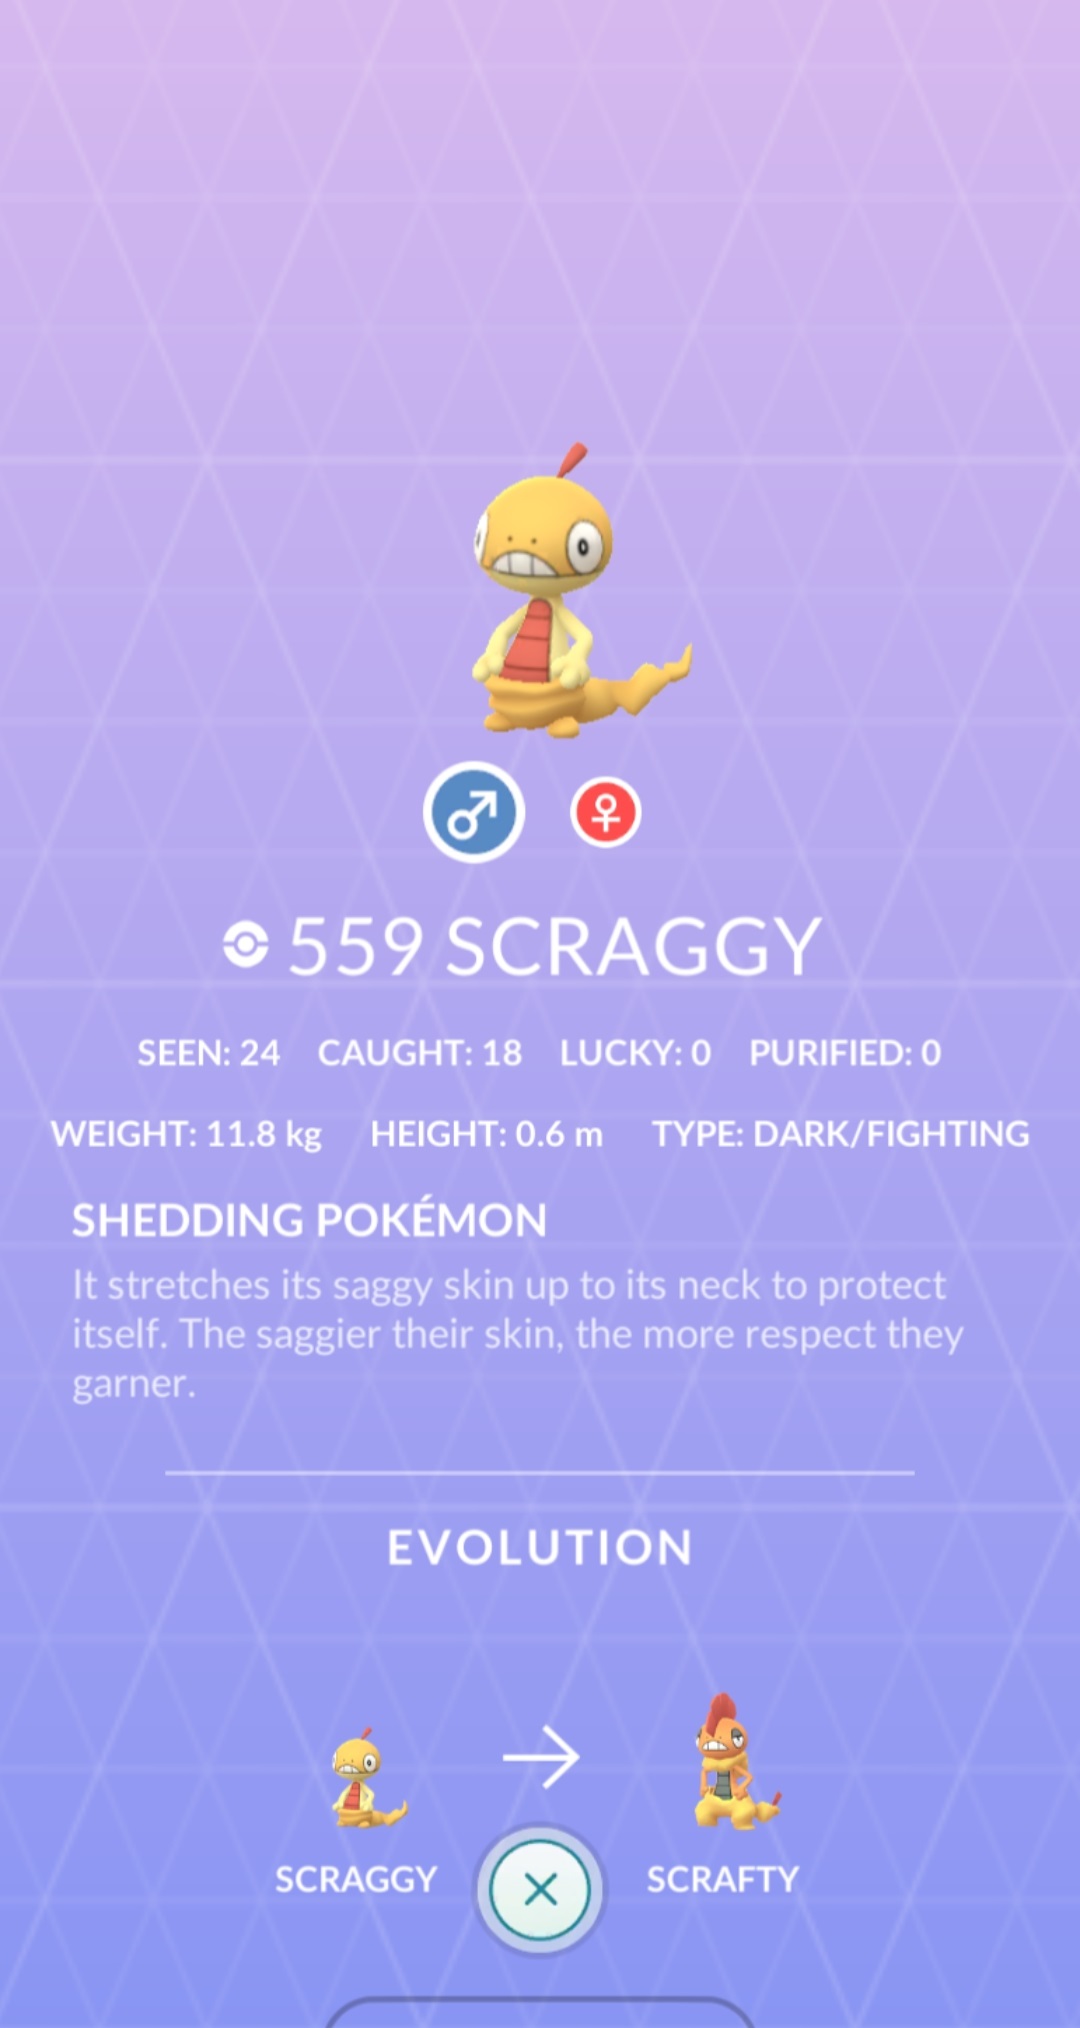 559 SCRAGGY
SEEN: 24 CAUGHT: 18 LUCKY: 0 PURIFIED: 0
WEIGHT: 11.8 kg HEIGHT: 0.6 m TYPE: DARK/FIGHTING
SHEDDING POKÉMON
It stretches its saggy skin up to its neck to protect
itself. The saggier their skin, the more respect they
garner.
EVOLUTION
SCRAGGY SCRAFTY